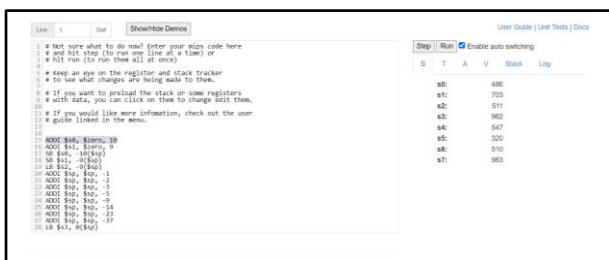 Line: 1 Go! Show/Hide Demos
User Guide | Unit Tests | Docs
1 # Not sure what to do now? Enter your mips code here
2 # and hit step (to run one line at a time) or
3 # hit run (to run them all at once)
4
5 # Keep an eye on the register and stack tracker
6 # to see what changes are being made to them.
7
8 # If you want to preload the stack or some registers
9 # with data, you can click on them to change edit them.
10
11 # If you would like more infomation, check out the user
12 # guide linked in the menu.
13
14
15 ADDI $s0, $zero, 10
16 ADDI $s1, $zero, 9
17 SB $s0, -10($sp)
18 SB $s1, -9($sp)
19 LB $s2, -9($sp)
20 ADDI $sp, $sp, -1
21 ADDI $sp, $sp, -2
22 ADDI $sp, $sp, -3
23 ADDI $sp, $sp, -5
24 ADDI $sp, $sp, -9
25 ADDI $sp, $sp, -14
26 ADDI $sp, $sp, -23
27 ADDI $sp, $sp, -37
28 LB $s3, 0($sp)
Step Run Enable auto switching
S T A V Stack Log
s0: 486
s1: 703
s2: 511
s3: 962
s4: 547
s5: 320
s6: 510
s7: 983